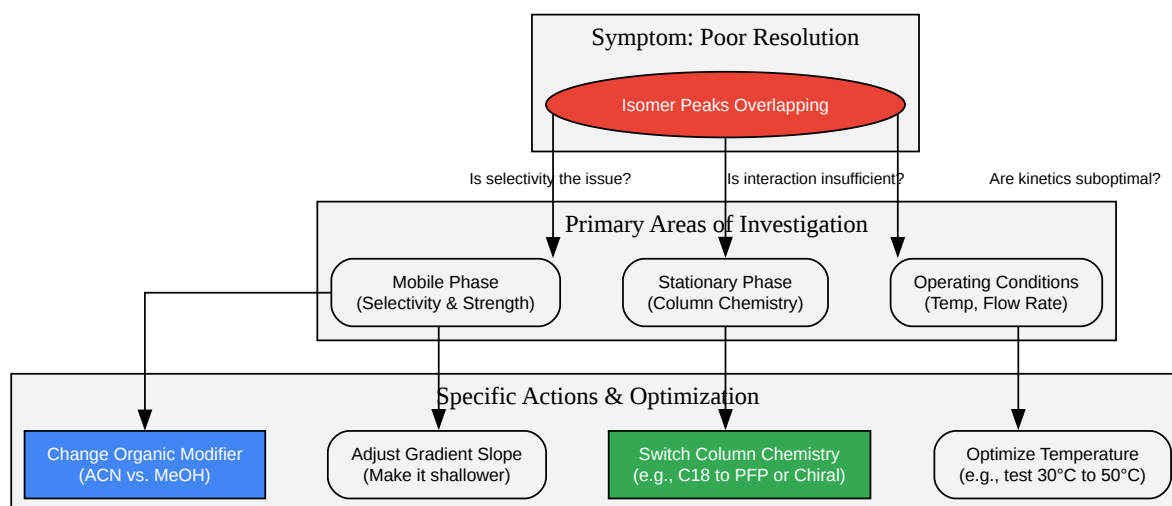 Symptom: Poor Resolution
Isomer Peaks Overlapping
Is selectivity the issue?
Is interaction insufficient?
Are kinetics suboptimal?
Primary Areas of Investigation
Mobile Phase
(Selectivity & Strength)
Stationary Phase
(Column Chemistry)
Operating Conditions
(Temp, Flow Rate)
Specific Actions & Optimization
Change Organic Modifier
(ACN vs. MeOH)
Adjust Gradient Slope
(Make it shallower)
Switch Column Chemistry
(e.g., C18 to PFP or Chiral)
Optimize Temperature
(e.g., test 30°C to 50°C)